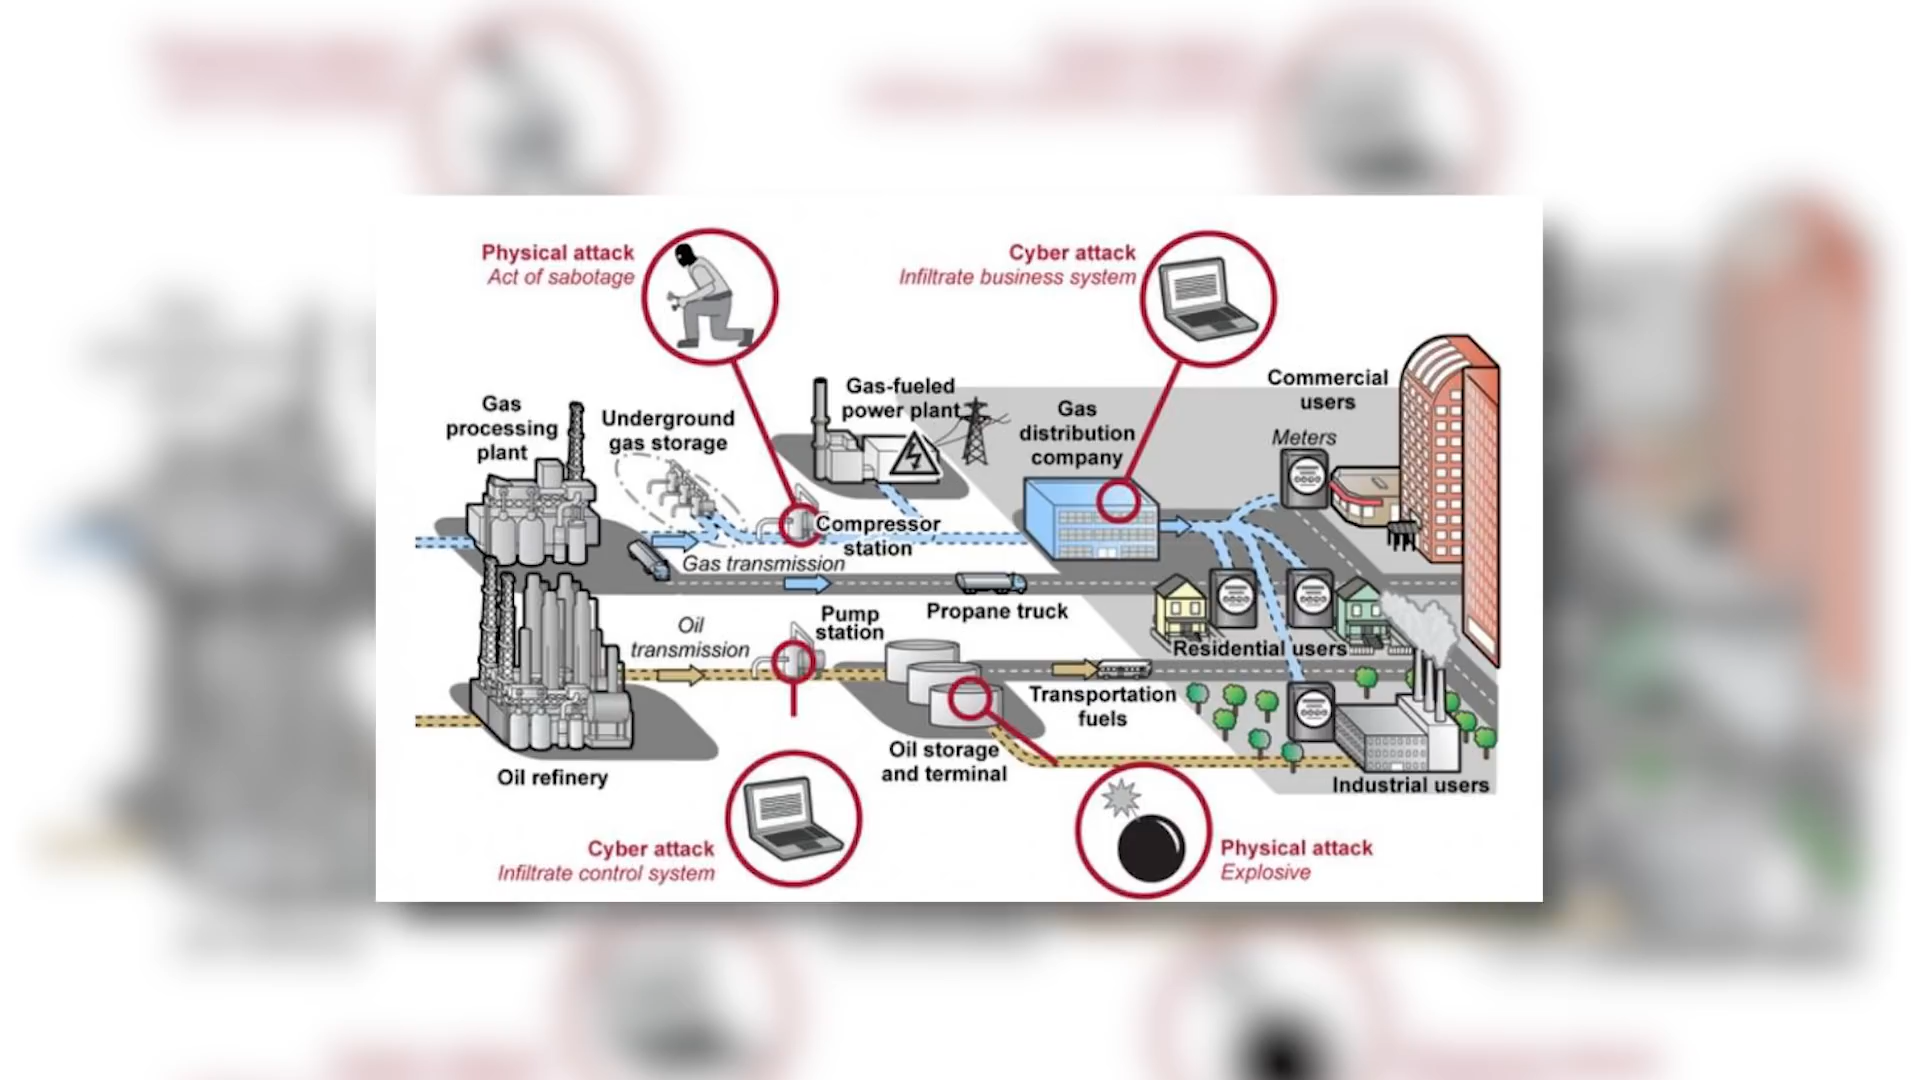 Physical attack
Act of sabotage
Cyber attack
Infiltrate business system
Gas
processing
plant
Underground
gas storage
Gas-fueled
power plant
Gas
distribution
company
Commercial
users
Meters
Compressor
station
Gas transmission
Propane truck
Oil
transmission
Pump
station
Residential users
Transportation
fuels
Oil storage
and terminal
Oil refinery
Industrial users
Cyber attack
Infiltrate control system
Physical attack
Explosive